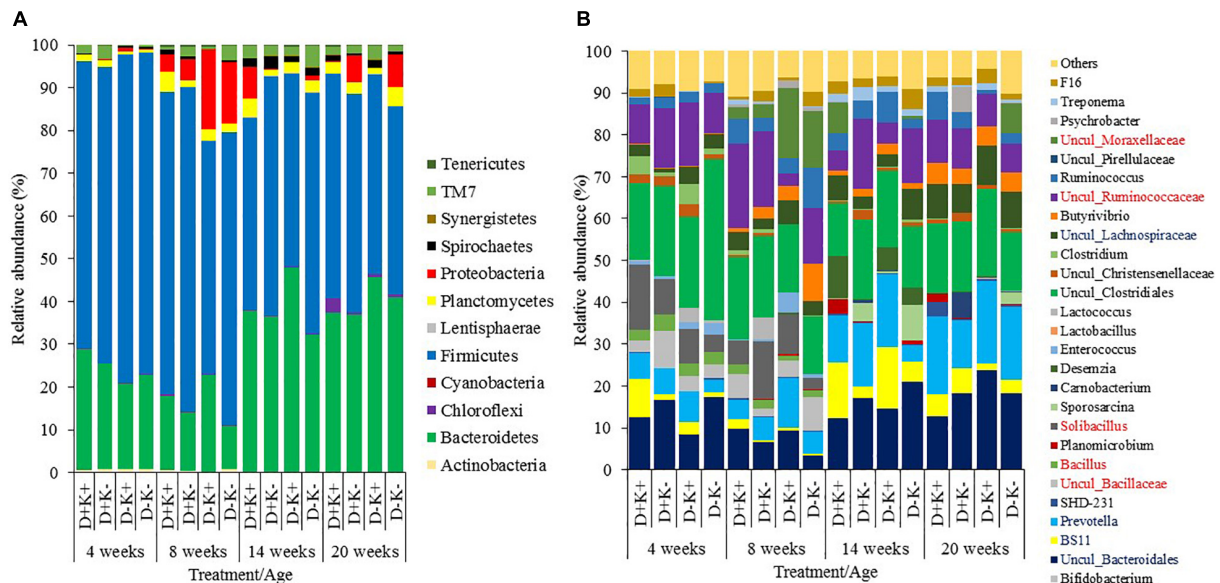 A
Relative abundance (%)
100
90
80
70
60
50
40
30
20
10
0
D+K+
D+K-
D-K+
D-K-
D+K+
D+K-
D-K+
D-K-
D+K+
D+K-
D-K+
D-K-
D+K+
D+K-
D-K+
D-K-
4 weeks
8 weeks
14 weeks
20 weeks
Treatment/Age
Tenericutes
TM7
Synergistetes
Spirochaetes
Proteobacteria
Planctomycetes
Lentisphaerae
Firmicutes
Cyanobacteria
Chloroflexi
Bacteroidetes
Actinobacteria
B
Relative abundance (%)
100
90
80
70
60
50
40
30
20
10
0
D+K+
D+K-
D-K+
D-K-
D+K+
D+K-
D-K+
D-K-
D+K+
D+K-
D-K+
D-K-
D+K+
D+K-
D-K+
D-K-
4 weeks
8 weeks
14 weeks
20 weeks
Treatment/Age
Others
F16
Treponema
Psychrobacter
Uncul_Moraxellaceae
Uncul_Pirellulaceae
Ruminococcus
Uncul_Ruminococcaceae
Butyrivibrio
Uncul_Lachnospiraceae
Clostridium
Uncul_Christensenellaceae
Uncul_Clostridiales
Lactococcus
Lactobacillus
Enterococcus
Desemzia
Carnobacterium
Sporosarcina
Solibacillus
Planomicrobium
Bacillus
Uncul_Bacillaceae
SHD-231
Prevotella
BS11
Uncul_Bacteroidales
Bifidobacterium